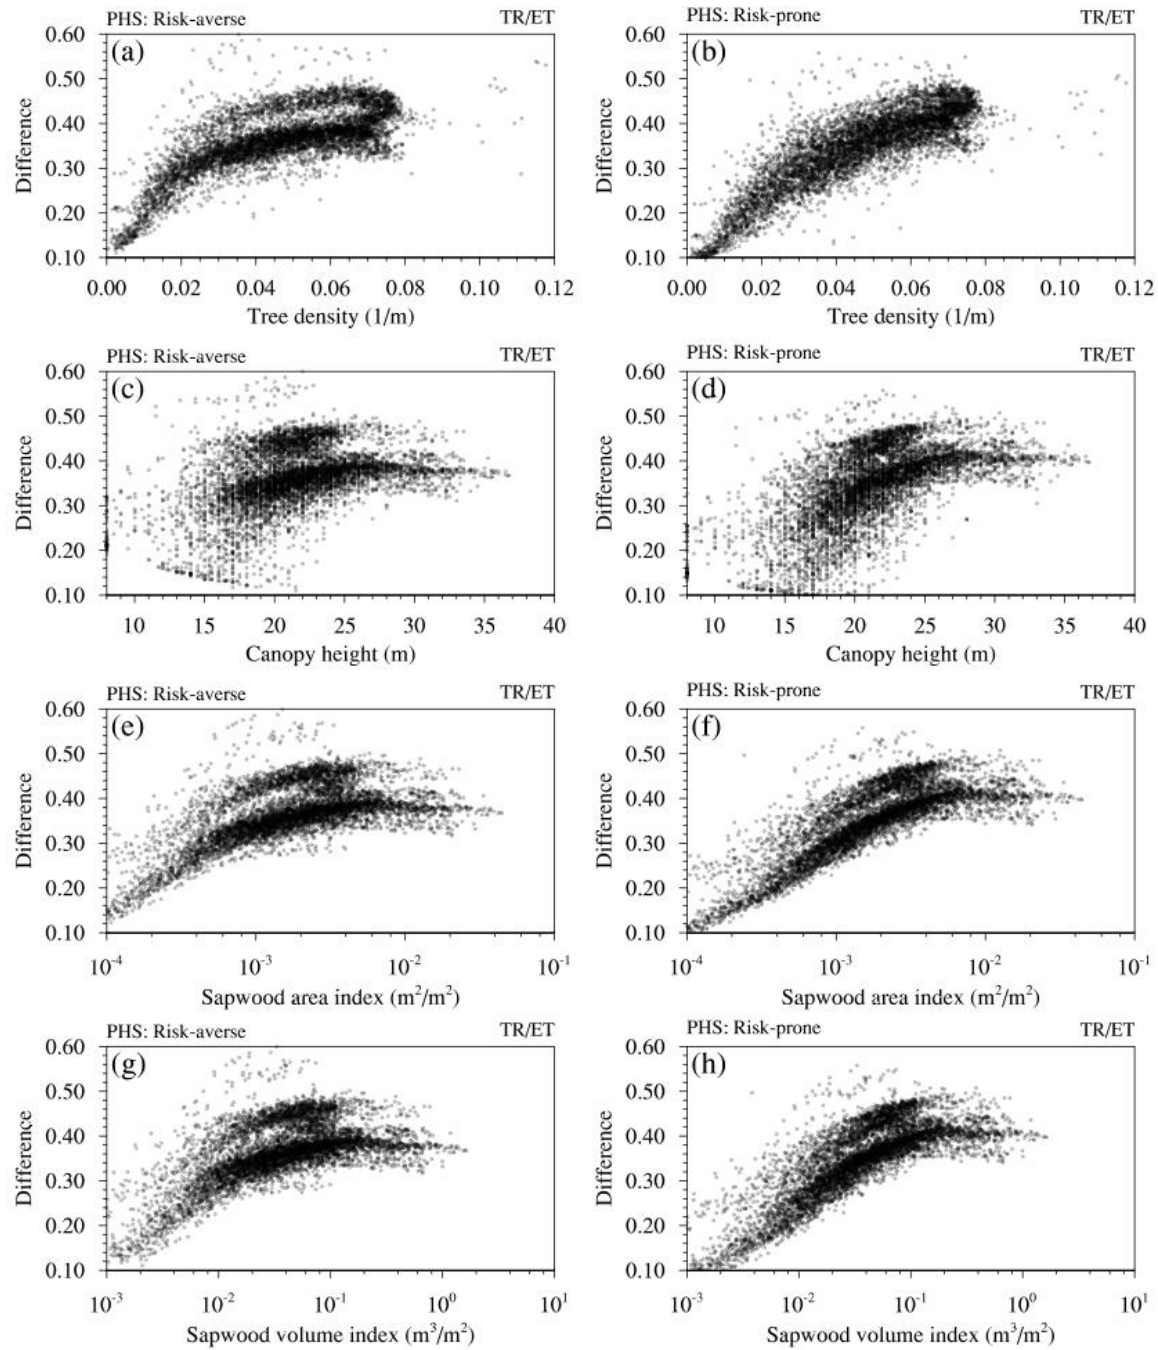 PHS: Risk-averse TR/ET PHS: Risk-prone TR/ET
(a) (b)
0.60 0.60
0.50 0.50
0.40 0.40
0.30 0.30
0.20 0.20
0.10 0.10
Difference Difference
0.00 0.02 0.04 0.06 0.08 0.10 0.12 0.00 0.02 0.04 0.06 0.08 0.10 0.12
Tree density (1/m) Tree density (1/m)
PHS: Risk-averse TR/ET PHS: Risk-prone TR/ET
(c) (d)
0.60 0.60
0.50 0.50
0.40 0.40
0.30 0.30
0.20 0.20
0.10 0.10
Difference Difference
10 15 20 25 30 35 40 10 15 20 25 30 35 40
Canopy height (m) Canopy height (m)
PHS: Risk-averse TR/ET PHS: Risk-prone TR/ET
(e) (f)
0.60 0.60
0.50 0.50
0.40 0.40
0.30 0.30
0.20 0.20
0.10 0.10
Difference Difference
10⁻⁴ 10⁻³ 10⁻² 10⁻¹ 10⁻⁴ 10⁻³ 10⁻² 10⁻¹
Sapwood area index (m²/m²) Sapwood area index (m²/m²)
PHS: Risk-averse TR/ET PHS: Risk-prone TR/ET
(g) (h)
0.60 0.60
0.50 0.50
0.40 0.40
0.30 0.30
0.20 0.20
0.10 0.10
Difference Difference
10⁻³ 10⁻² 10⁻¹ 10⁰ 10¹ 10⁻³ 10⁻² 10⁻¹ 10⁰ 10¹
Sapwood volume index (m³/m²) Sapwood volume index (m³/m²)